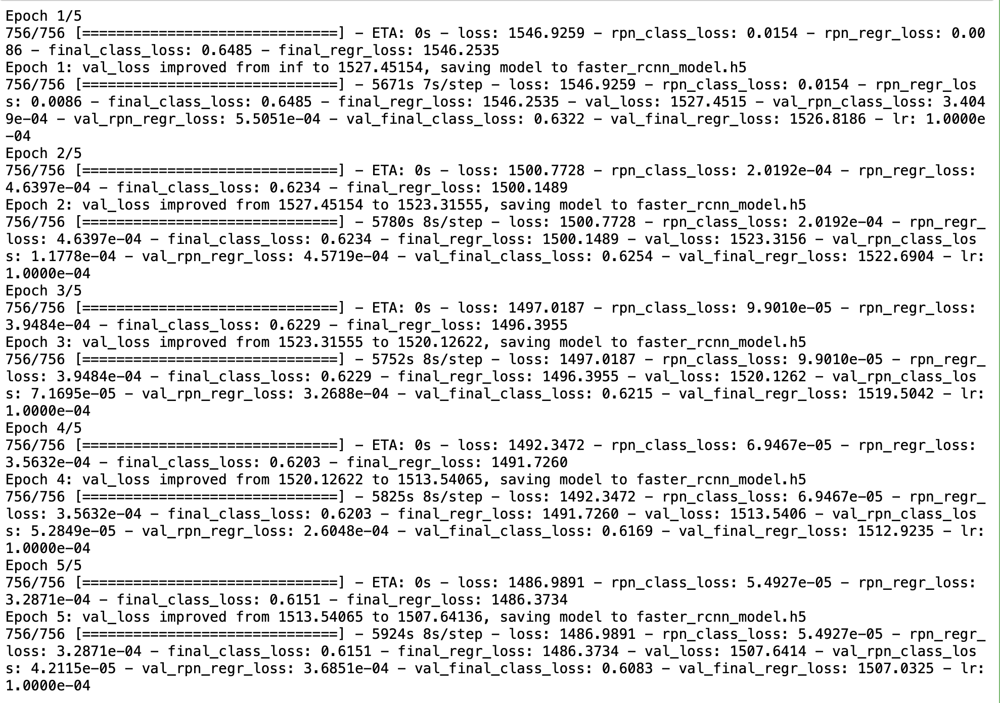 Epoch 1/5
756/756 [==============================] - ETA: 0s - loss: 1546.9259 - rpn_class_loss: 0.0154 - rpn_regr_loss: 0.00
86 - final_class_loss: 0.6485 - final_regr_loss: 1546.2535
Epoch 1: val_loss improved from inf to 1527.45154, saving model to faster_rcnn_model.h5
756/756 [==============================] - 5671s 7s/step - loss: 1546.9259 - rpn_class_loss: 0.0154 - rpn_regr_los
s: 0.0086 - final_class_loss: 0.6485 - final_regr_loss: 1546.2535 - val_loss: 1527.4515 - val_rpn_class_loss: 3.404
9e-04 - val_rpn_regr_loss: 5.5051e-04 - val_final_class_loss: 0.6322 - val_final_regr_loss: 1526.8186 - lr: 1.0000e
-04
Epoch 2/5
756/756 [==============================] - ETA: 0s - loss: 1500.7728 - rpn_class_loss: 2.0192e-04 - rpn_regr_loss:
4.6397e-04 - final_class_loss: 0.6234 - final_regr_loss: 1500.1489
Epoch 2: val_loss improved from 1527.45154 to 1523.31555, saving model to faster_rcnn_model.h5
756/756 [==============================] - 5780s 8s/step - loss: 1500.7728 - rpn_class_loss: 2.0192e-04 - rpn_regr_
loss: 4.6397e-04 - final_class_loss: 0.6234 - final_regr_loss: 1500.1489 - val_loss: 1523.3156 - val_rpn_class_los
s: 1.1778e-04 - val_rpn_regr_loss: 4.5719e-04 - val_final_class_loss: 0.6254 - val_final_regr_loss: 1522.6904 - lr:
1.0000e-04
Epoch 3/5
756/756 [==============================] - ETA: 0s - loss: 1497.0187 - rpn_class_loss: 9.9010e-05 - rpn_regr_loss:
3.9484e-04 - final_class_loss: 0.6229 - final_regr_loss: 1496.3955
Epoch 3: val_loss improved from 1523.31555 to 1520.12622, saving model to faster_rcnn_model.h5
756/756 [==============================] - 5752s 8s/step - loss: 1497.0187 - rpn_class_loss: 9.9010e-05 - rpn_regr_
loss: 3.9484e-04 - final_class_loss: 0.6229 - final_regr_loss: 1496.3955 - val_loss: 1520.1262 - val_rpn_class_los
s: 7.1695e-05 - val_rpn_regr_loss: 3.2688e-04 - val_final_class_loss: 0.6215 - val_final_regr_loss: 1519.5042 - lr:
1.0000e-04
Epoch 4/5
756/756 [==============================] - ETA: 0s - loss: 1492.3472 - rpn_class_loss: 6.9467e-05 - rpn_regr_loss:
3.5632e-04 - final_class_loss: 0.6203 - final_regr_loss: 1491.7260
Epoch 4: val_loss improved from 1520.12622 to 1513.54065, saving model to faster_rcnn_model.h5
756/756 [==============================] - 5825s 8s/step - loss: 1492.3472 - rpn_class_loss: 6.9467e-05 - rpn_regr_
loss: 3.5632e-04 - final_class_loss: 0.6203 - final_regr_loss: 1491.7260 - val_loss: 1513.5406 - val_rpn_class_los
s: 5.2849e-05 - val_rpn_regr_loss: 2.6048e-04 - val_final_class_loss: 0.6169 - val_final_regr_loss: 1512.9235 - lr:
1.0000e-04
Epoch 5/5
756/756 [==============================] - ETA: 0s - loss: 1486.9891 - rpn_class_loss: 5.4927e-05 - rpn_regr_loss:
3.2871e-04 - final_class_loss: 0.6151 - final_regr_loss: 1486.3734
Epoch 5: val_loss improved from 1513.54065 to 1507.64136, saving model to faster_rcnn_model.h5
756/756 [==============================] - 5924s 8s/step - loss: 1486.9891 - rpn_class_loss: 5.4927e-05 - rpn_regr_
loss: 3.2871e-04 - final_class_loss: 0.6151 - final_regr_loss: 1486.3734 - val_loss: 1507.6414 - val_rpn_class_los
s: 4.2115e-05 - val_rpn_regr_loss: 3.6851e-04 - val_final_class_loss: 0.6083 - val_final_regr_loss: 1507.0325 - lr:
1.0000e-04